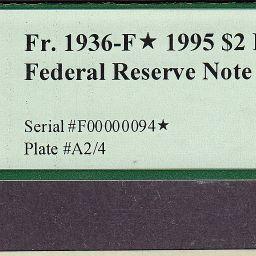 Fr. 1936-F★ 1995 $2
Federal Reserve Note
Serial #F00000094★
Plate #A2/4